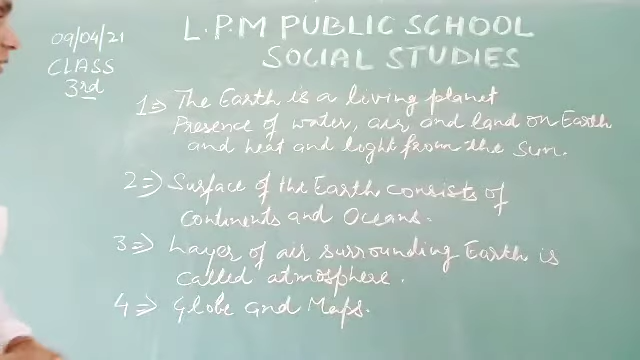 L.P.M PUBLIC SCHOOL
SOCIAL STUDIES
09/04/21
CLASS
3rd
1⇒ The Earth is a living planet
Presence of water, air and land on Earth
and heat and light from the Sun.
2⇒ Surface of the Earth consists of
Continents and Oceans.
3⇒ Layer of air surrounding Earth is
called atmosphere.
4⇒ Globe and Maps.